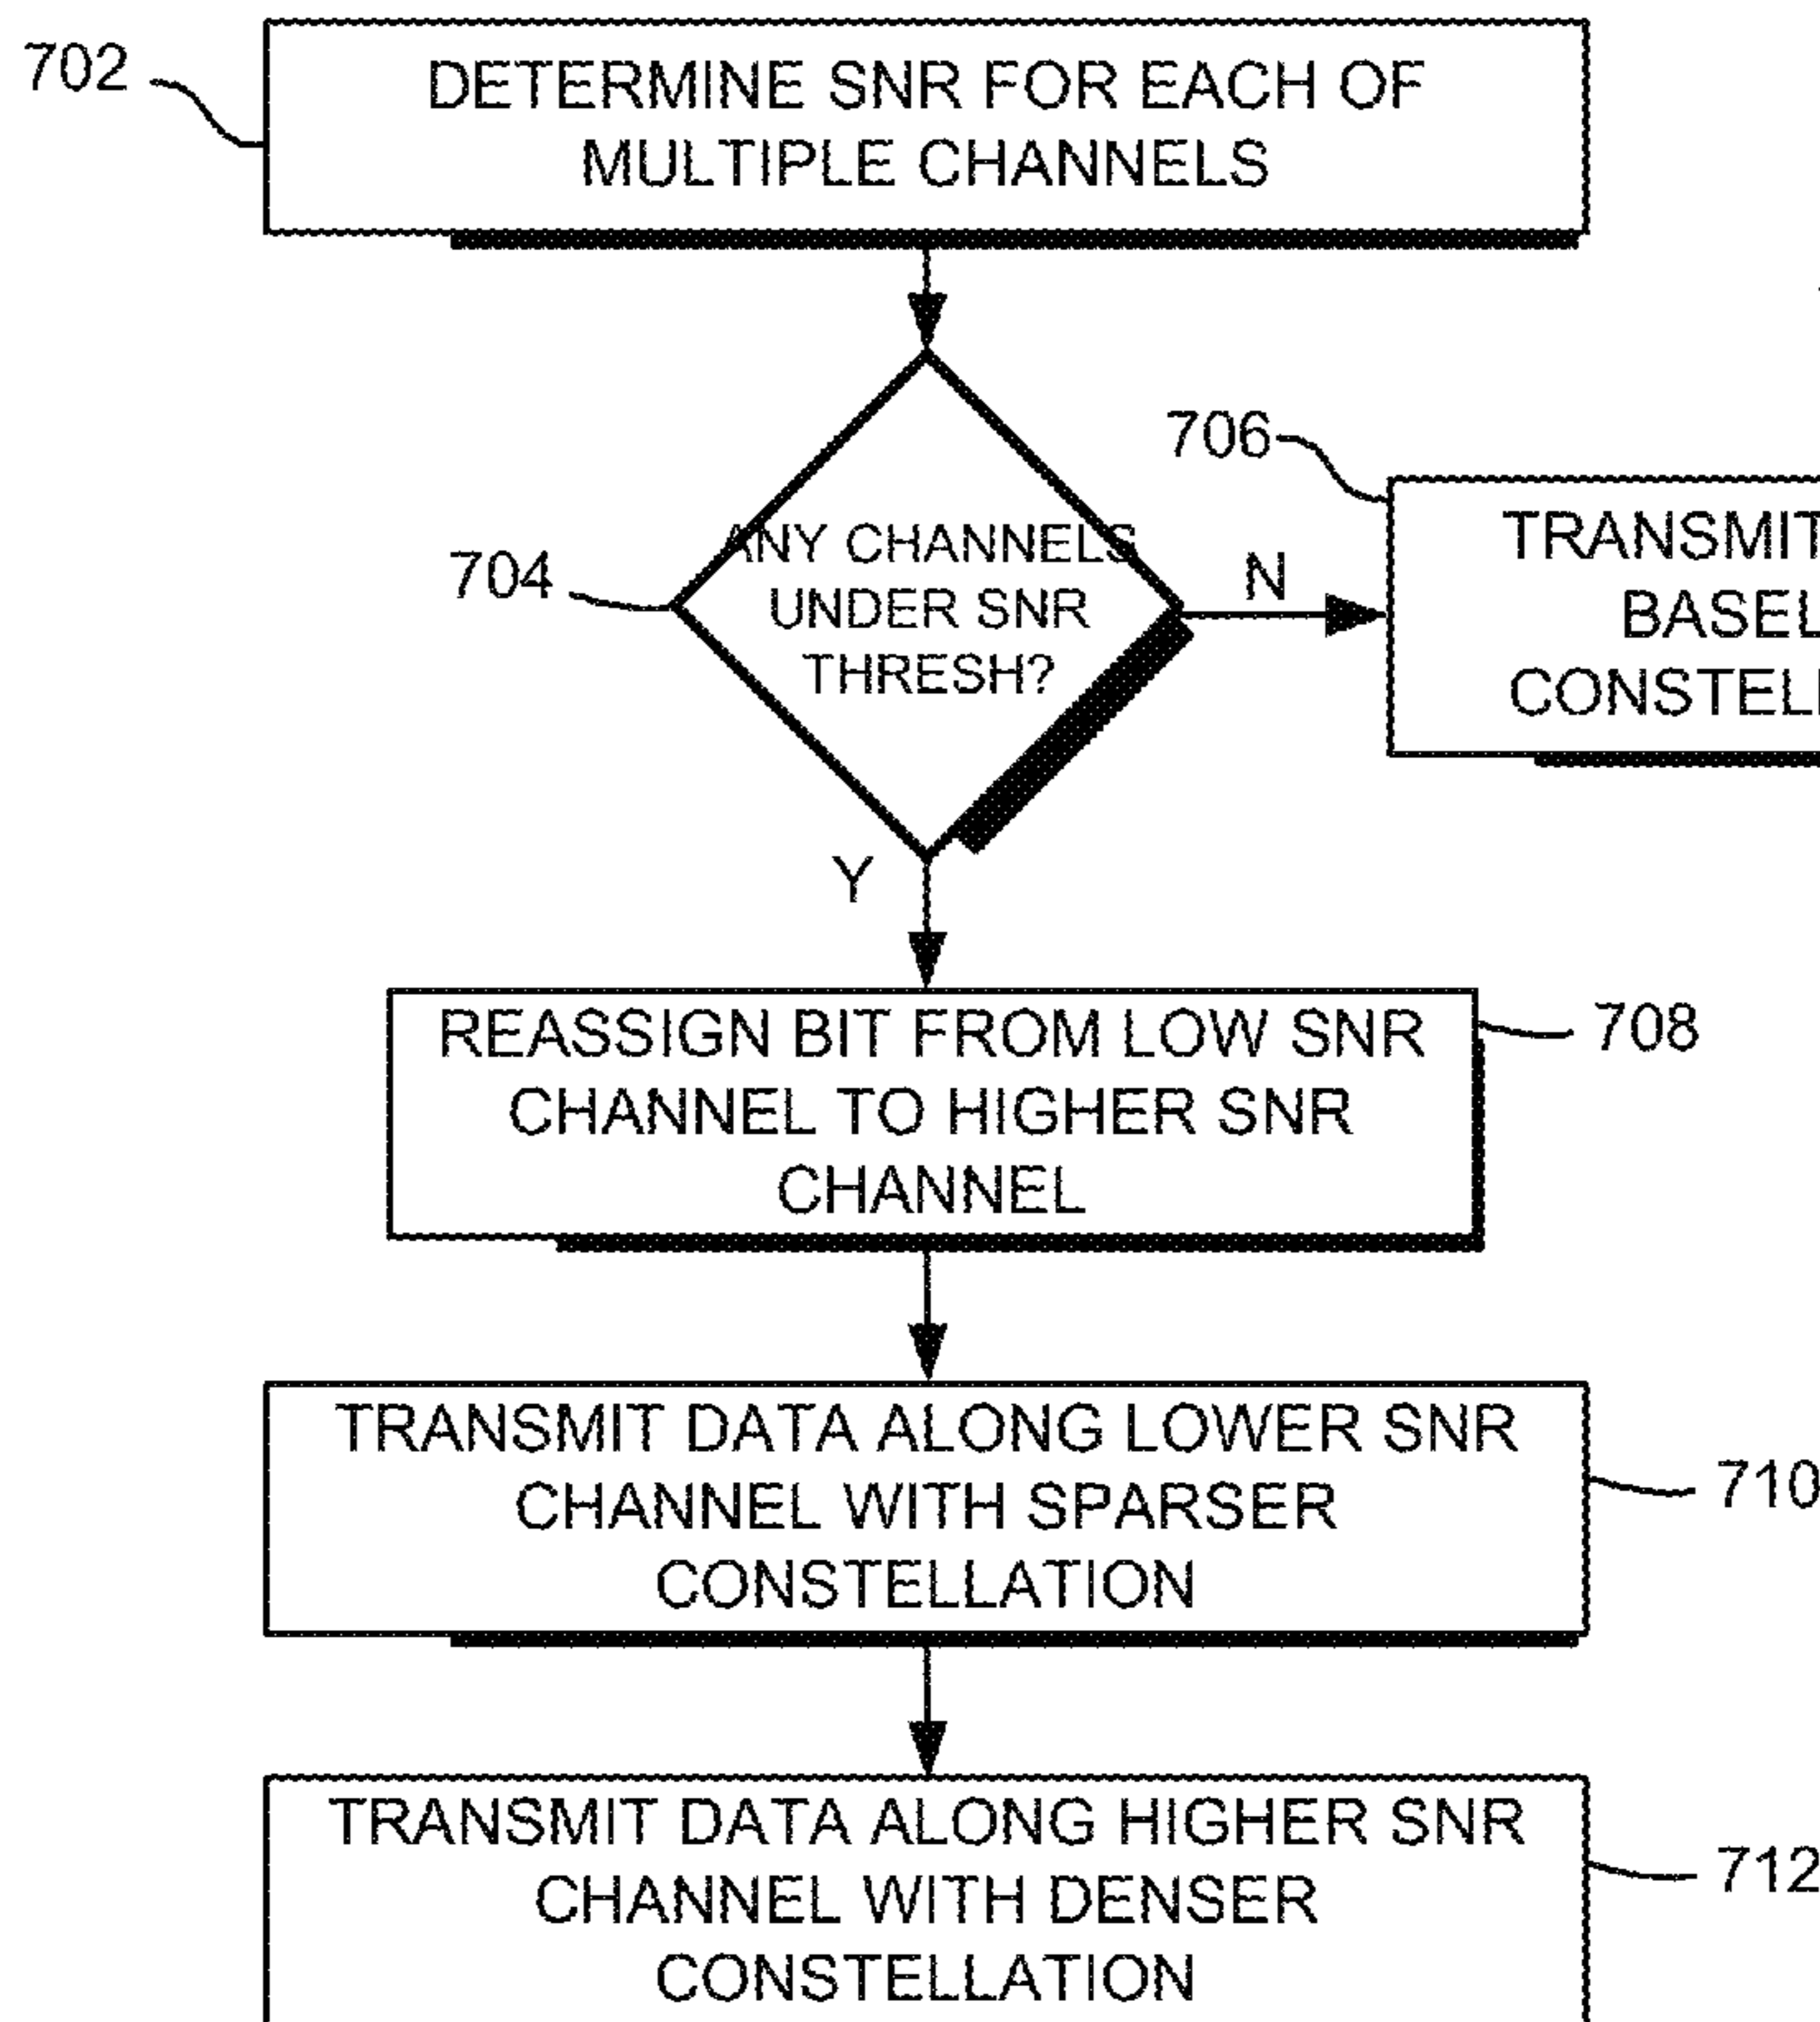 702
DETERMINE SNR FOR EACH OF
MULTIPLE CHANNELS
704
ANY CHANNELS
UNDER SNR
THRESH?
N
706
TRANSMIT
Y
REASSIGN BIT FROM LOW SNR
CHANNEL TO HIGHER SNR
CHANNEL
708
TRANSMIT DATA ALONG LOWER SNR
CHANNEL WITH SPARSER
CONSTELLATION
710
TRANSMIT DATA ALONG HIGHER SNR
CHANNEL WITH DENSER
CONSTELLATION
712